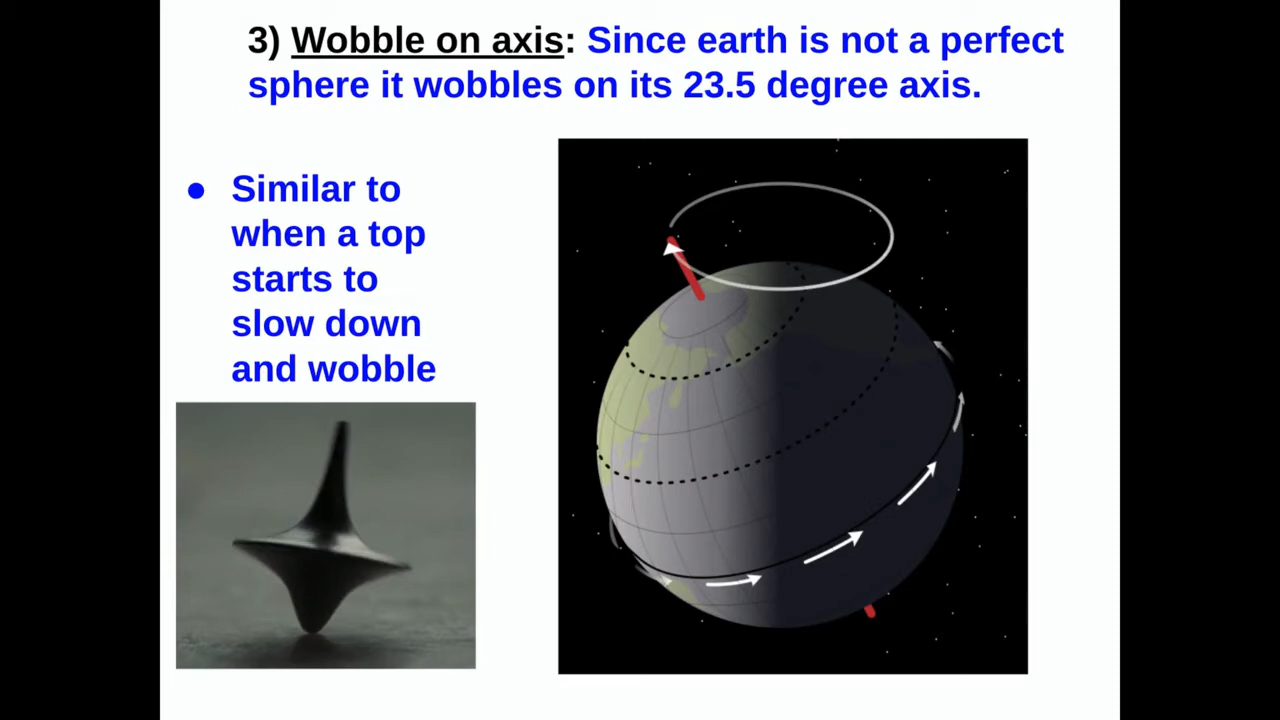 3) Wobble on axis: Since earth is not a perfect
sphere it wobbles on its 23.5 degree axis.
● Similar to
when a top
starts to
slow down
and wobble